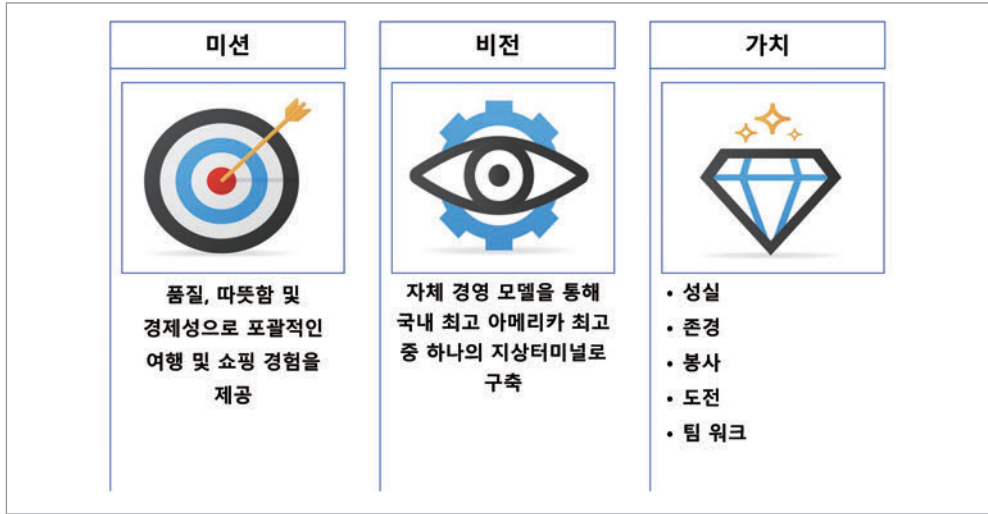 미션
품질, 따뜻함 및
경제성으로 포괄적인
여행 및 쇼핑 경험을
제공
비전
자체 경영 모델을 통해
국내 최고 아메리카 최고
중 하나의 지상터미널로
구축
가치
• 성실
• 존경
• 봉사
• 도전
• 팀 워크